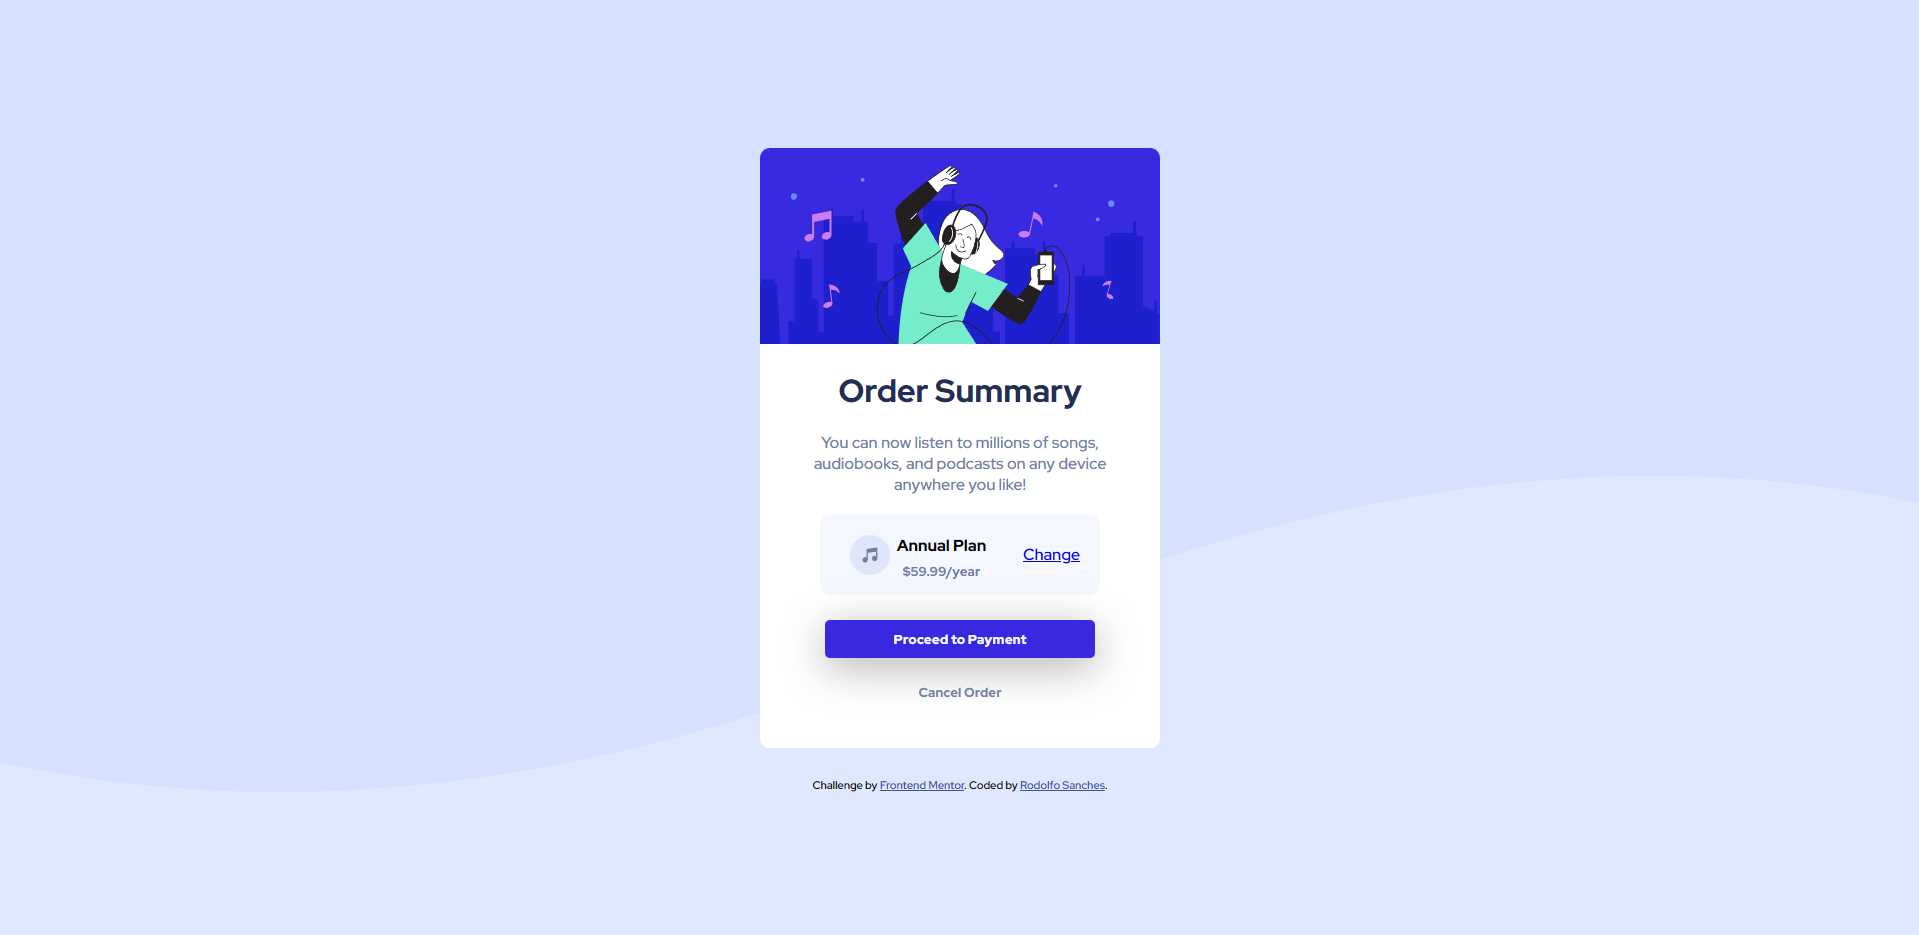 Order Summary
You can now listen to millions of songs,
audiobooks, and podcasts on any device
anywhere you like!
Annual Plan
$59.99/year
Change
Proceed to Payment
Cancel Order
Challenge by Frontend Mentor. Coded by Rodolfo Sanches.